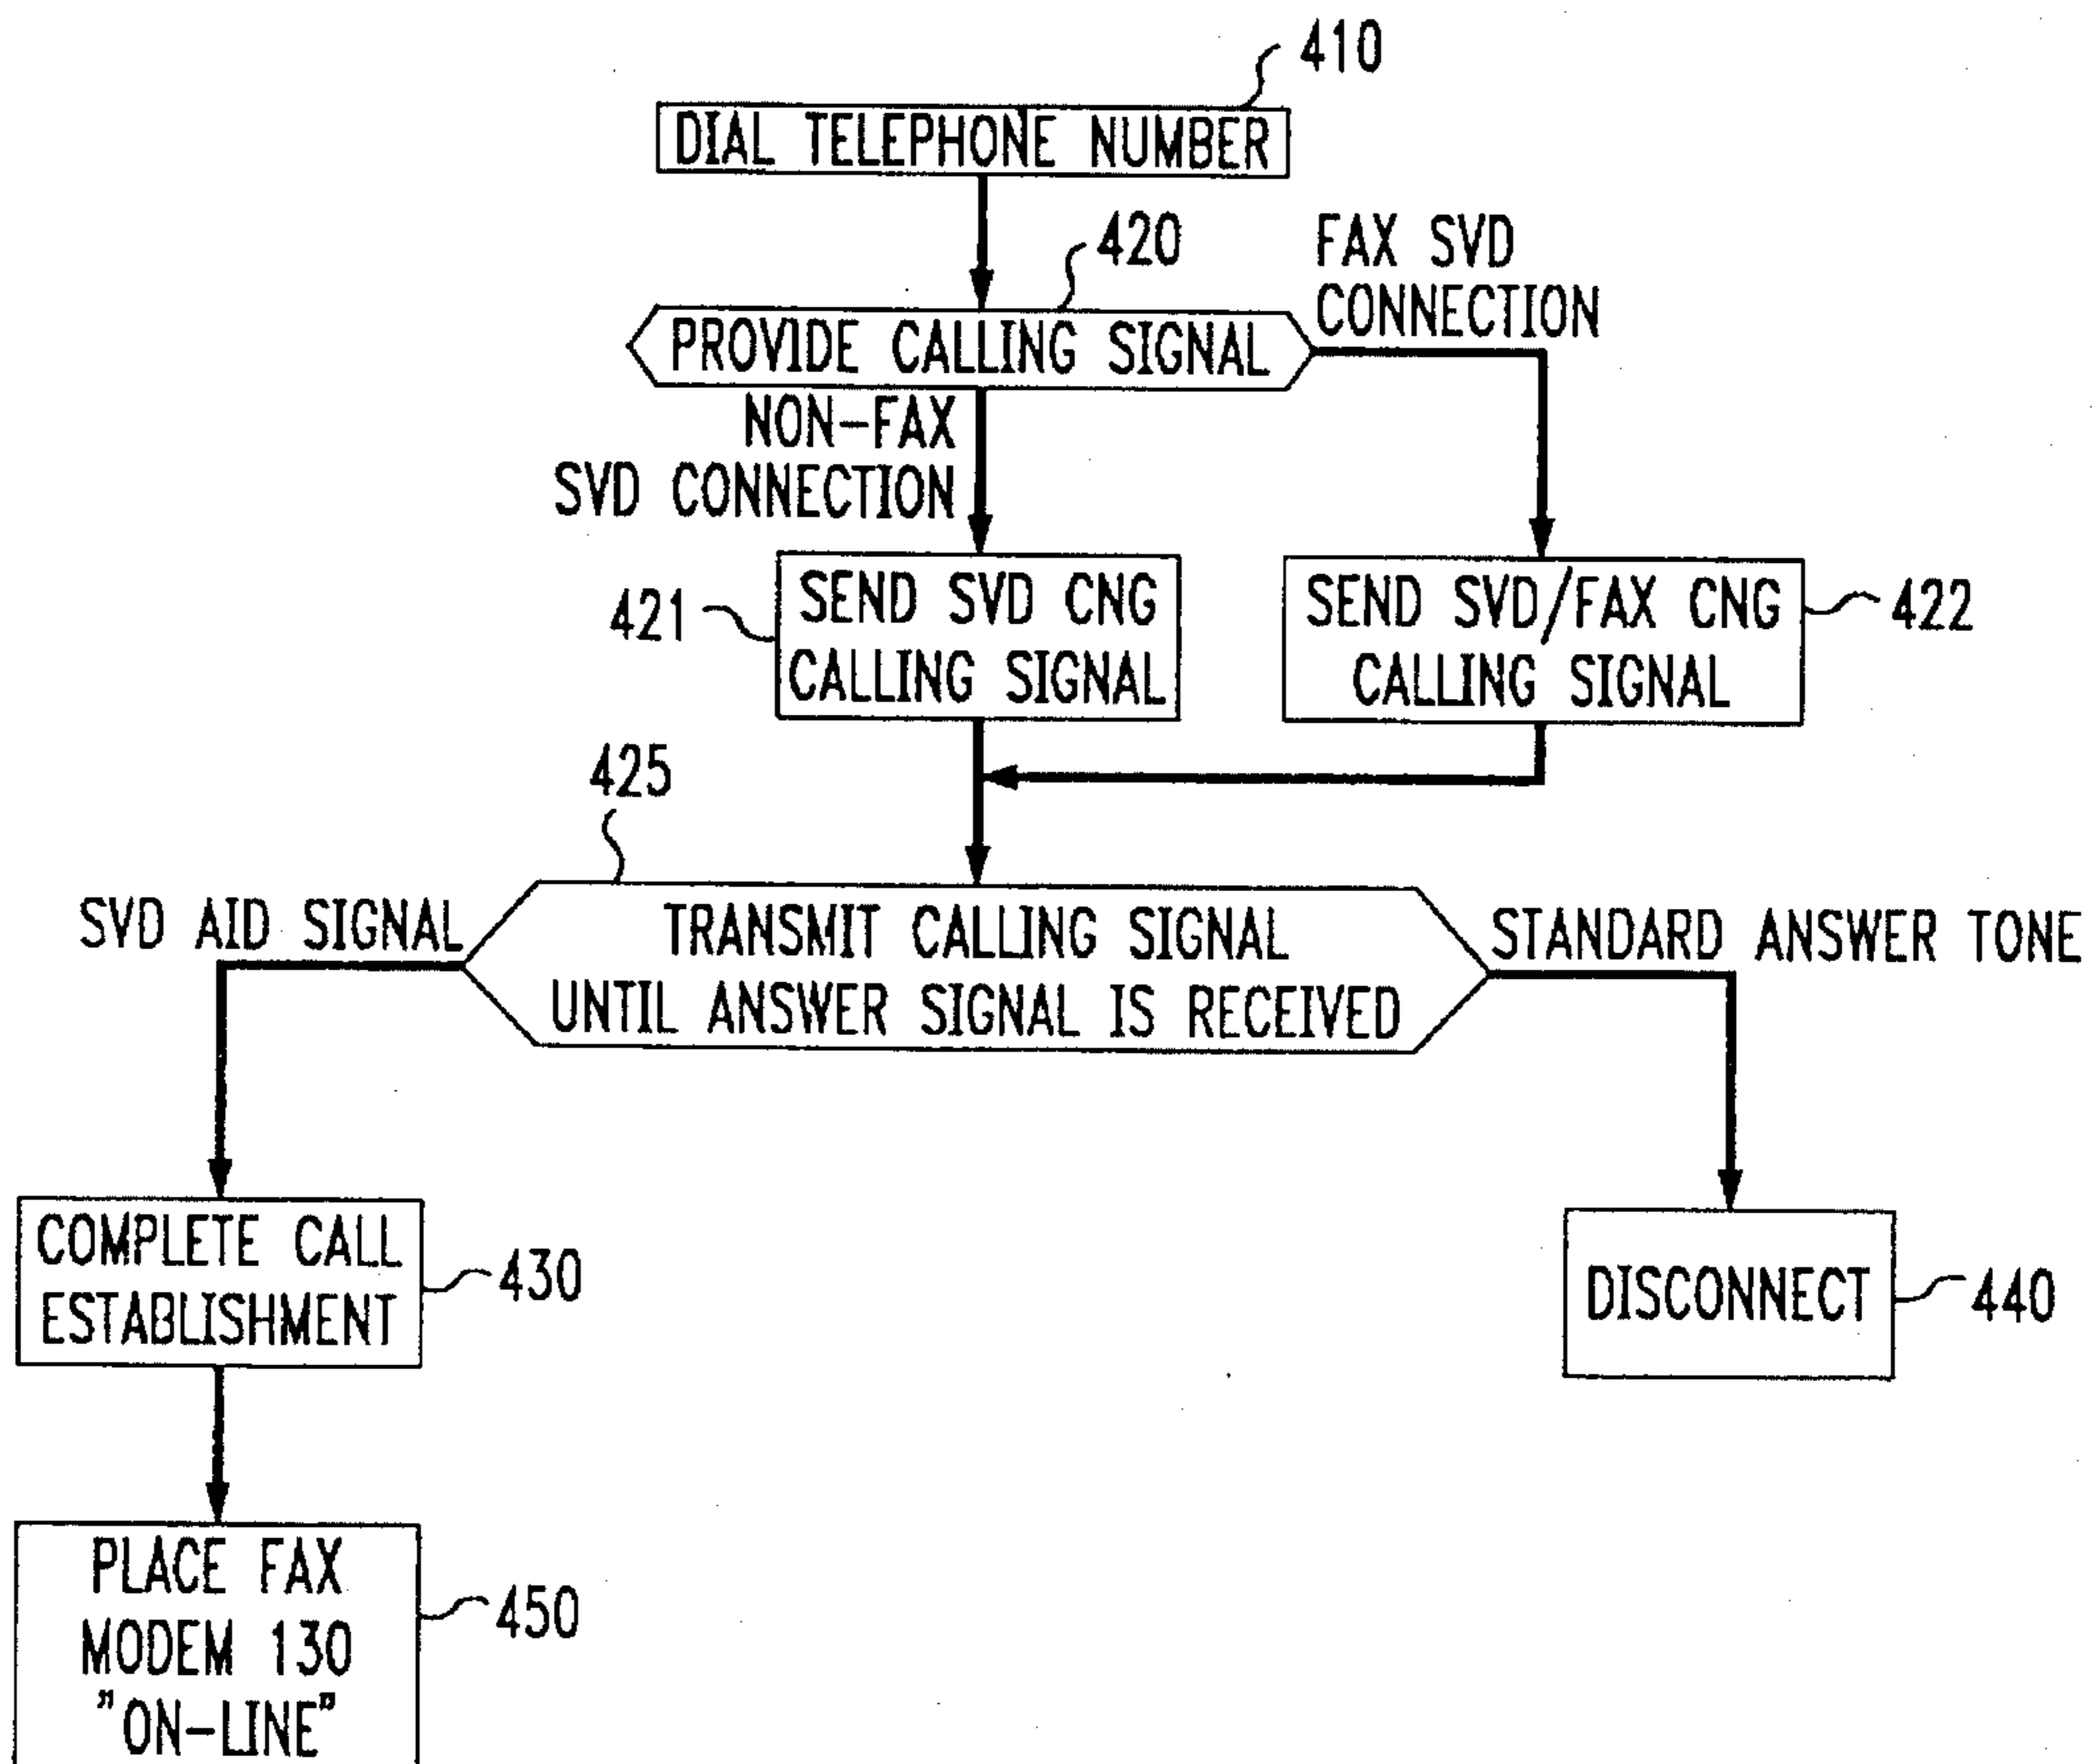 410
DIAL TELEPHONE NUMBER
420
FAX SVD
CONNECTION
PROVIDE CALLING SIGNAL
NON-FAX
SVD CONNECTION
421
SEND SVD CNG
CALLING SIGNAL
SEND SVD/FAX CNG
CALLING SIGNAL
422
425
SVD AID SIGNAL
TRANSMIT CALLING SIGNAL
UNTIL ANSWER SIGNAL IS RECEIVED
STANDARD ANSWER TONE
COMPLETE CALL
ESTABLISHMENT
430
DISCONNECT
440
PLACE FAX
MODEM 130
"ON-LINE"
450